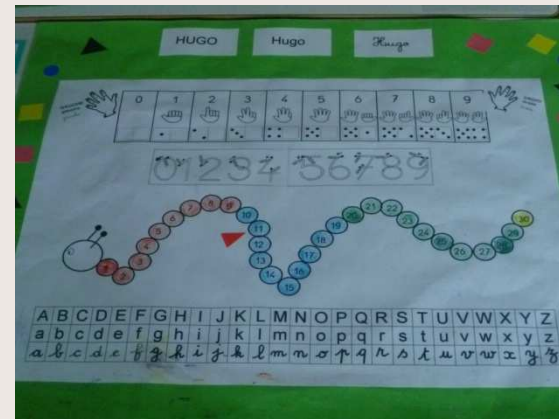 HUGO Hugo Hugo
0 1 2 3 4 5 6 7 8 9
0 1 2 3 4 5 6 7 8 9
1 2 3 4 5 6 7 8 9 10 11 12 13 14 15 16 17 18 19 20 21 22 23 24 25 26 27 28 29 30
A B C D E F G H I J K L M N O P Q R S T U V W X Y Z
a b c d e f g h i j k l m n o p q r s t u v w x y z
a b c d e f g h i j k l m n o p q r s t u v w x y z